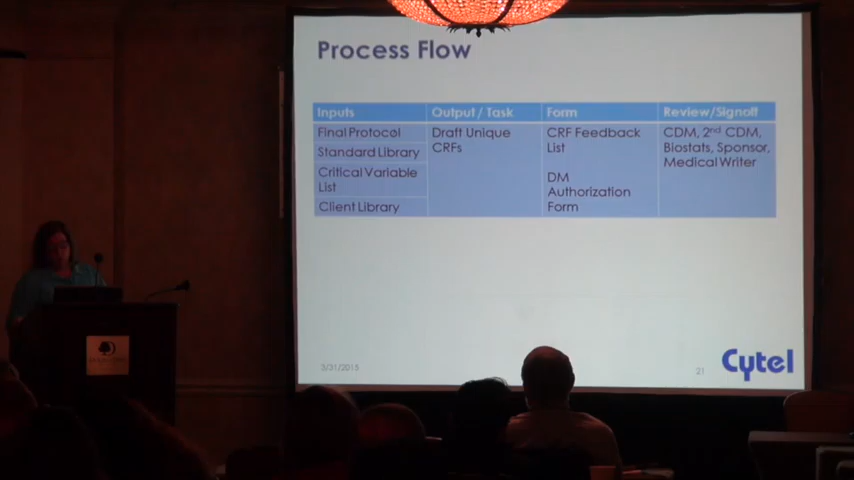 Process Flow
Inputs
Output / Task
Form
Review/Signoff
Final Protocol
Standard Library
Critical Variable
List
Client Library
Draft Unique
CRFs
CRF Feedback
List
DM
Authorization
Form
CDM, 2nd CDM,
Biostats, Sponsor,
Medical Writer
3/31/2015
21
Cytel